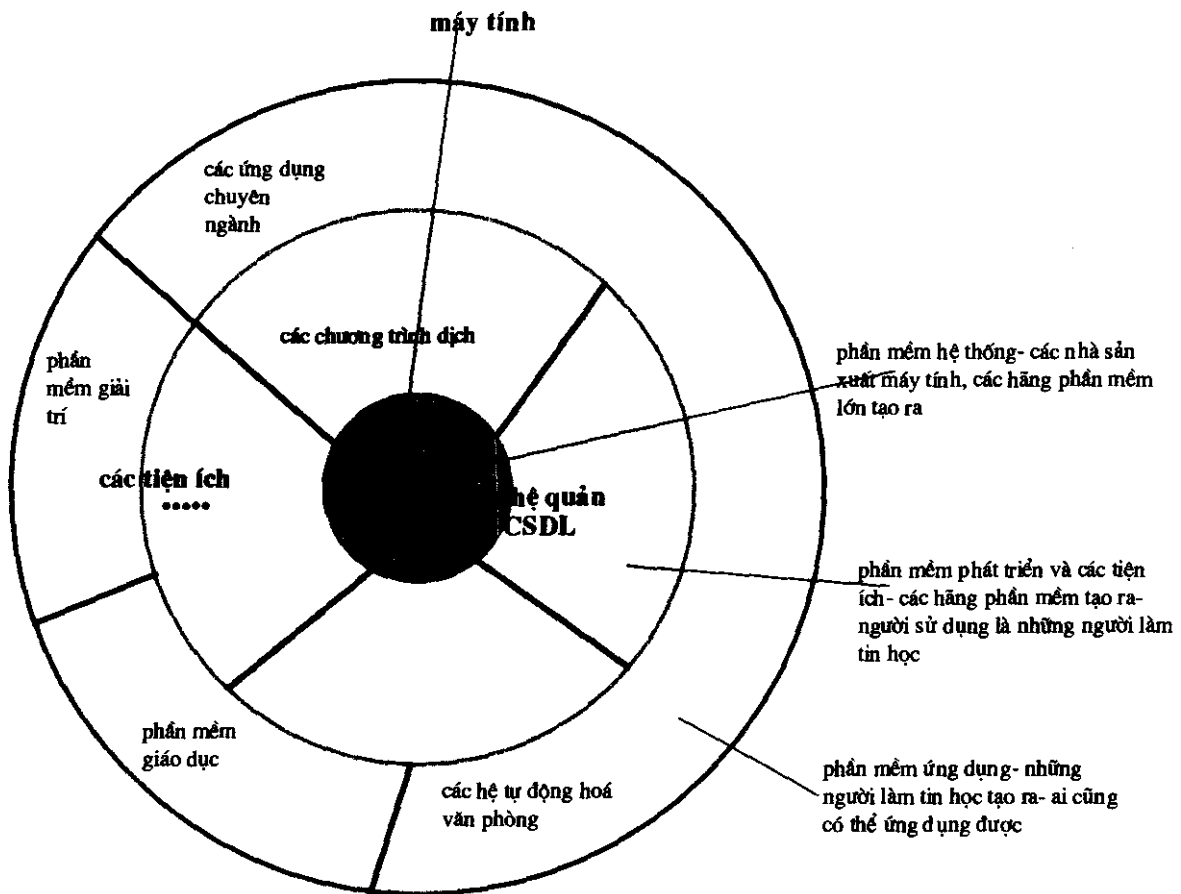 máy tính
các ứng dụng
chuyên
ngành
các chương trình dịch
phần
mềm giải
trí
các tiện ích
.....
hệ quản
CSDL
phần mềm hệ thống- các nhà sản
xuất máy tính, các hãng phần mềm
lớn tạo ra
phần mềm phát triển và các tiện
ích- các hãng phần mềm tạo ra-
người sử dụng là những người làm
tin học
phần mềm
giáo dục
các hệ tự động hoá
văn phòng
phần mềm ứng dụng- những
người làm tin học tạo ra- ai cũng
có thể ứng dụng được